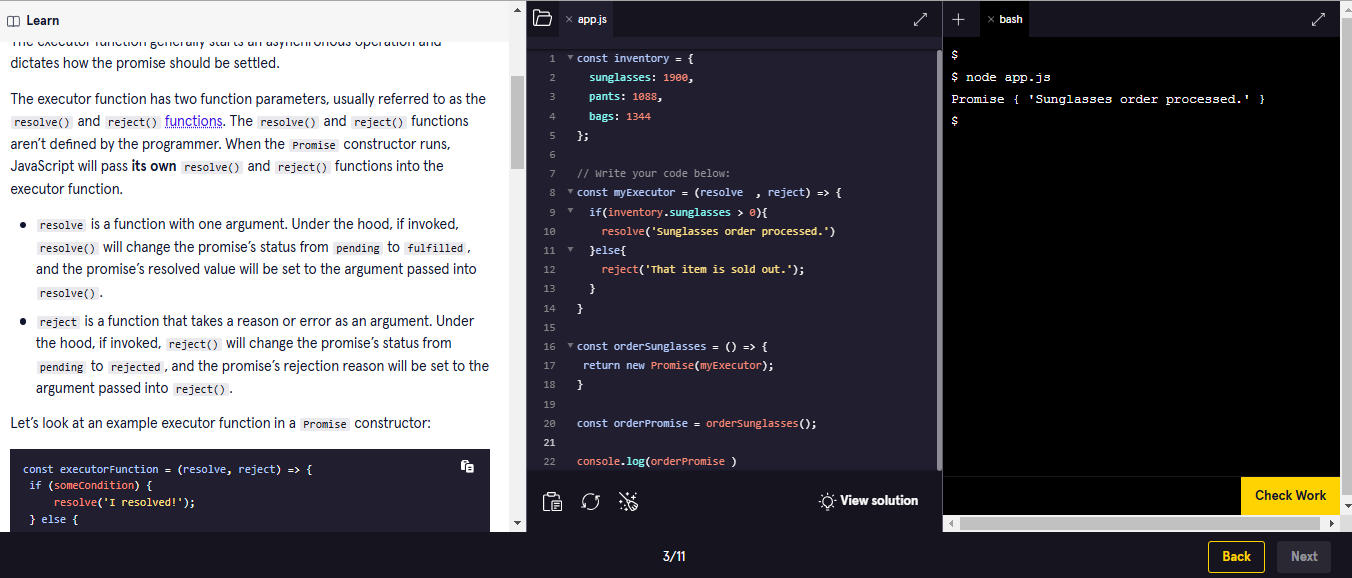 Learn
The executor function generally starts an asynchronous operation and
dictates how the promise should be settled.
The executor function has two function parameters, usually referred to as the
resolve() and reject() functions. The resolve() and reject() functions
aren't defined by the programmer. When the Promise constructor runs,
JavaScript will pass its own resolve() and reject() functions into the
executor function.
resolve is a function with one argument. Under the hood, if invoked,
resolve() will change the promise's status from pending to fulfilled,
and the promise's resolved value will be set to the argument passed into
resolve().
reject is a function that takes a reason or error as an argument. Under
the hood, if invoked, reject() will change the promise's status from
pending to rejected, and the promise's rejection reason will be set to the
argument passed into reject().
Let's look at an example executor function in a Promise constructor:
const executorFunction = (resolve, reject) => {
if (someCondition) {
resolve('I resolved!');
} else {
× app.js
1 const inventory = {
2 sunglasses: 1900,
3 pants: 1088,
4 bags: 1344
5 };
6
7 // Write your code below:
8 const myExecutor = (resolve , reject) => {
9 if(inventory.sunglasses > 0){
10 resolve('Sunglasses order processed.')
11 }else{
12 reject('That item is sold out.');
13 }
14 }
15
16 const orderSunglasses = () => {
17 return new Promise(myExecutor);
18 }
19
20 const orderPromise = orderSunglasses();
21
22 console.log(orderPromise )
View solution
+ × bash
$
$ node app.js
Promise { 'Sunglasses order processed.' }
$
Check Work
3/11
Back
Next